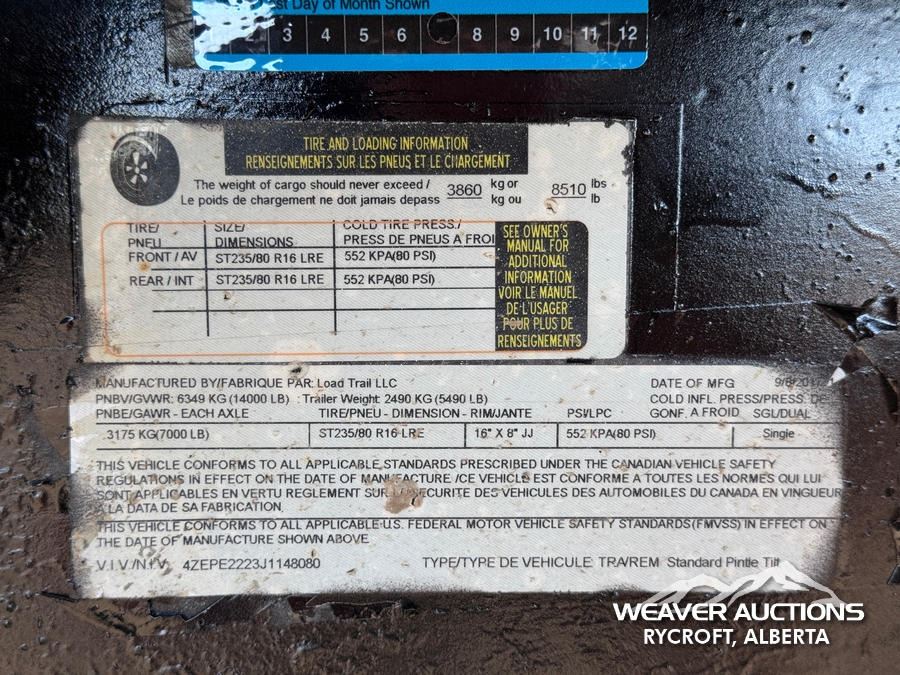 st Day of Month Shown
2 3 4 5 6 8 9 10 11 12
TIRE AND LOADING INFORMATION
RENSEIGNEMENTS SUR LES PNEUS ET LE CHARGEMENT
The weight of cargo should never exceed / 3860 kg or 8510 lbs
Le poids de chargement ne doit jamais depass kg ou lb
TIRE/ SIZE/ COLD TIRE PRESS./
PNEU DIMENSIONS PRESS DE PNEUS A FROI
FRONT / AV ST235/80 R16 LRE 552 KPA(80 PSI)
REAR / INT ST235/80 R16 LRE 552 KPA(80 PSI)
SEE OWNER'S
MANUAL FOR
ADDITIONAL
INFORMATION
VOIR LE MANUEL
DE L'USAGER
POUR PLUS DE
RENSEIGNEMENTS
MANUFACTURED BY/FABRIQUE PAR: Load Trail LLC DATE OF MFG
PNBV/GVWR: 6349 KG (14000 LB) Trailer Weight: 2490 KG (5490 LB) COLD INFL. PRESS/PRESS. DE
PNBE/GAWR - EACH AXLE TIRE/PNEU - DIMENSION - RIM/JANTE PSI/LPC GONF. A FROID SGL/DUAL
3175 KG(7000 LB) ST235/80 R16 LRE 16" X 8" JJ 552 KPA(80 PSI) Single
THIS VEHICLE CONFORMS TO ALL APPLICABLE STANDARDS PRESCRIBED UNDER THE CANADIAN VEHICLE SAFETY
REGULATIONS IN EFFECT ON THE DATE OF MANUFACTURE /CE VEHICLE EST CONFORME A TOUTES LE NORMES QUI LUI
SONT APPLICABLES EN VERTU REGLEMENT SUR LA SECURITE DES VEHICULES DES AUTOMOBILES DU CANADA EN VINGUEUR
A LA DATA DE SA FABRICATION.
THIS VEHICLE CONFORMS TO ALL APPLICABLE U.S. FEDERAL MOTOR VEHICLE SAFETY STANDARDS (FMVSS) IN EFFECT ON
THE DATE OF MANUFACTURE SHOWN ABOVE
V.I.V./N.I.V. 4ZEPE2223J1148080 TYPE/TYPE DE VEHICULE: TRA/REM Standard Pintle Tilt
WEAVER AUCTIONS
RYCROFT, ALBERTA